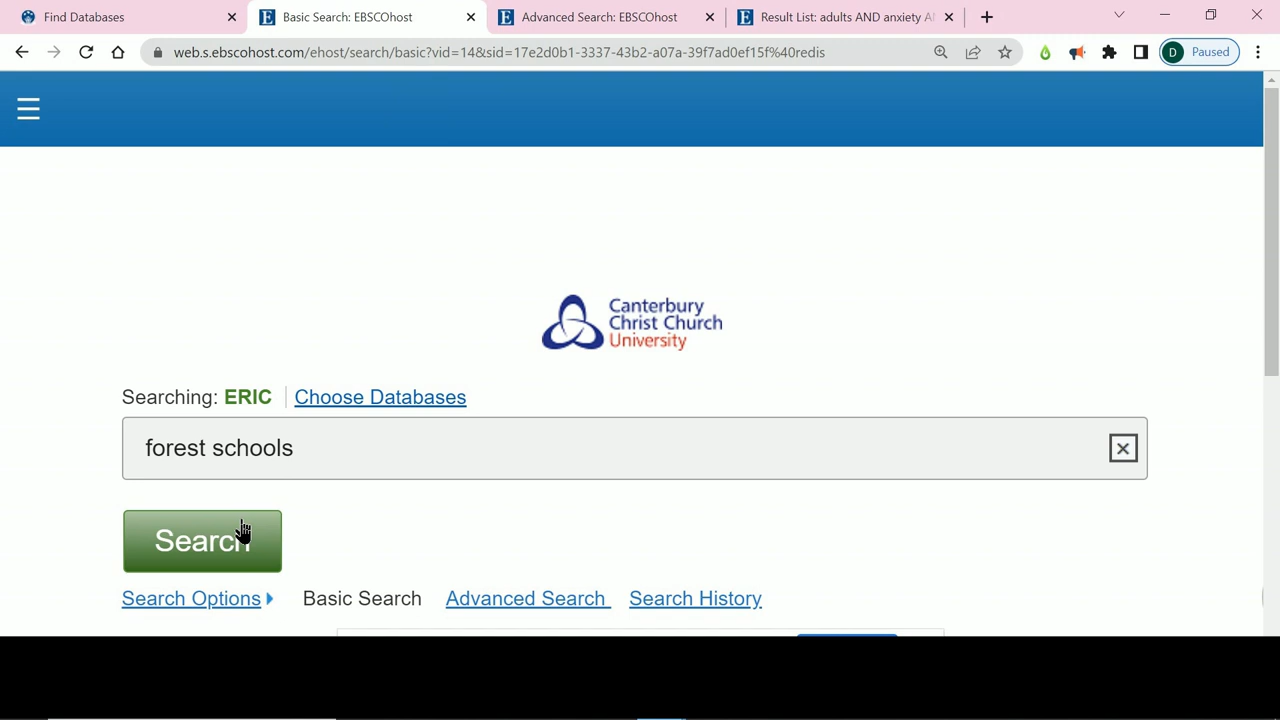 Find Databases
Basic Search: EBSCOhost
Advanced Search: EBSCOhost
Result List: adults AND anxiety A
web.s.ebscohost.com/ehost/search/basic?vid=14&sid=17e2d0b1-3337-43b2-a07a-39f7ad0ef15f%40redis
D Paused
Canterbury
Christ Church
University
Searching: ERIC
Choose Databases
forest schools
Search
Search Options
Basic Search
Advanced Search
Search History